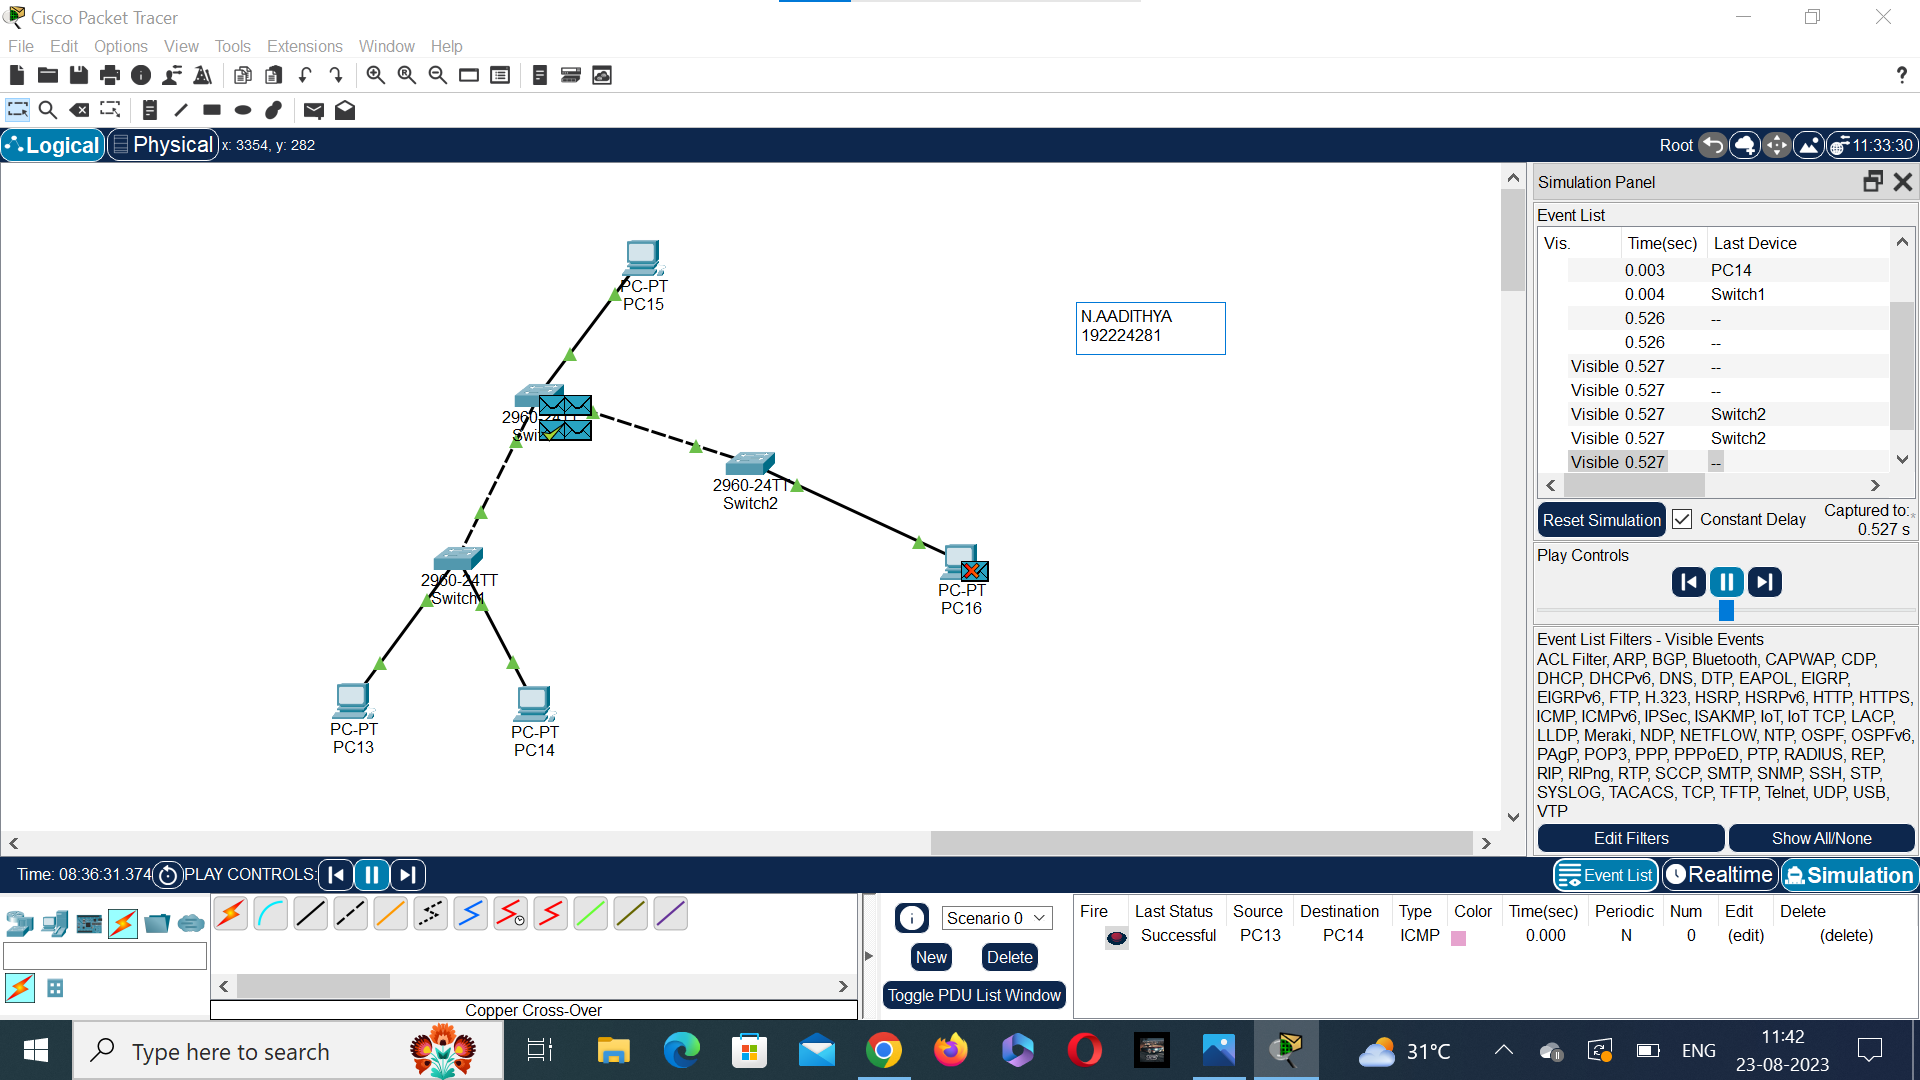 Cisco Packet Tracer
File Edit Options View Tools Extensions Window Help
Logical Physical x: 3354, y: 282 Root 11:33:30
PC-PT
PC15
N.AADITHYA
192224281
2960-24TT
2960-24TT
Switch2
2960-24TT
Switch1
PC-PT
PC16
PC-PT
PC13
PC-PT
PC14
Simulation Panel
Event List
Vis. Time(sec) Last Device
0.003 PC14
0.004 Switch1
0.526 --
0.526 --
Visible 0.527 --
Visible 0.527 --
Visible 0.527 Switch2
Visible 0.527 Switch2
Visible 0.527 --
Reset Simulation Constant Delay Captured to:
0.527 s
Play Controls
Event List Filters - Visible Events
ACL Filter, ARP, BGP, Bluetooth, CAPWAP, CDP,
DHCP, DHCPv6, DNS, DTP, EAPOL, EIGRP,
EIGRPv6, FTP, H.323, HSRP, HSRPv6, HTTP, HTTPS,
ICMP, ICMPv6, IPSec, ISAKMP, IoT, IoT TCP, LACP,
LLDP, Meraki, NDP, NETFLOW, NTP, OSPF, OSPFv6,
PAgP, POP3, PPP, PPPoED, PTP, RADIUS, REP,
RIP, RIPng, RTP, SCCP, SMTP, SNMP, SSH, STP,
SYSLOG, TACACS, TCP, TFTP, Telnet, UDP, USB,
VTP
Edit Filters Show All/None
Time: 08:36:31.374 PLAY CONTROLS: Event List Realtime Simulation
Scenario 0
New Delete
Toggle PDU List Window
Fire Last Status Source Destination Type Color Time(sec) Periodic Num Edit Delete
Successful PC13 PC14 ICMP 0.000 N 0 (edit) (delete)
Copper Cross-Over
Type here to search
31°C ENG 11:42
23-08-2023